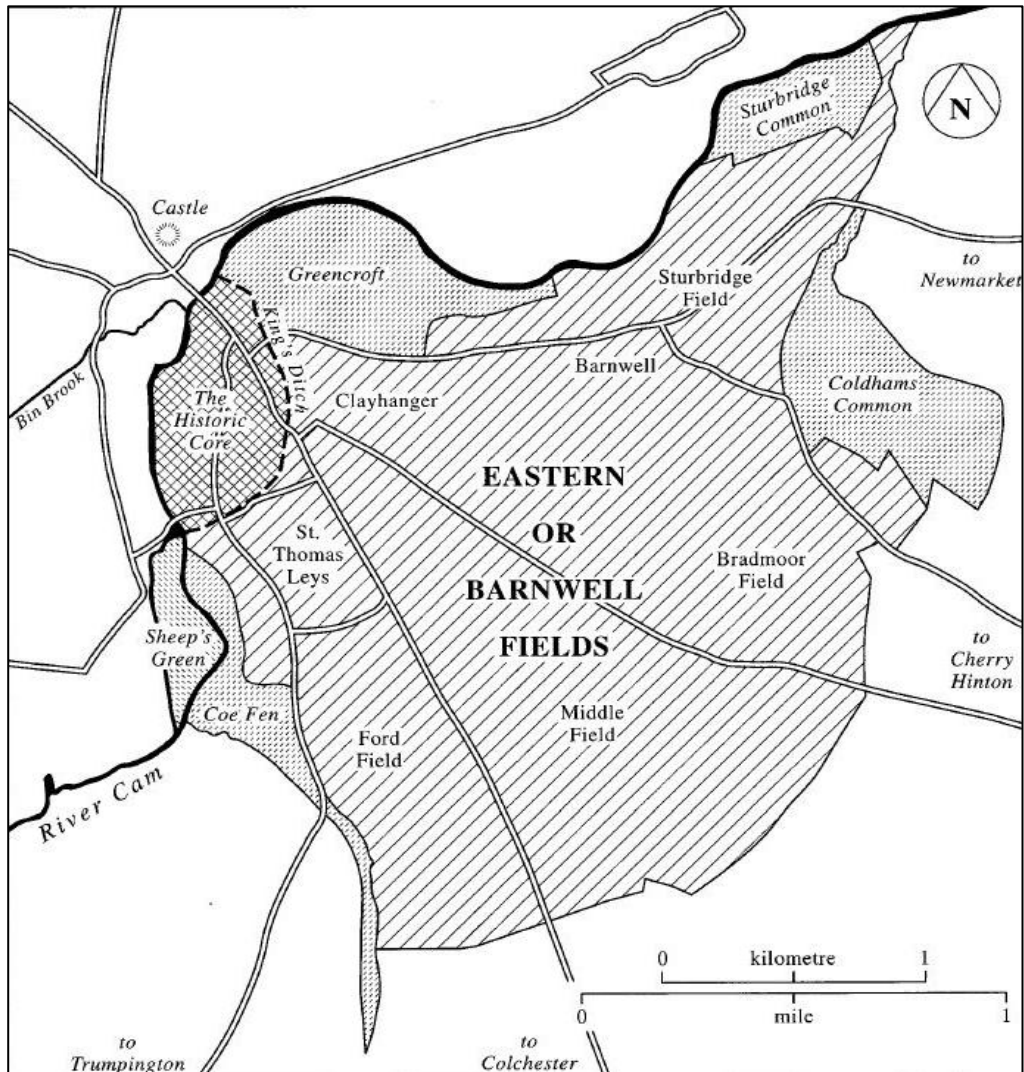 Sturbridge
Common
N
Castle
Greencroft
to
Newmarket
Sturbridge
Field
King's Ditch
Bin Brook
Barnwell
Coldhams
Common
The
Historic
Core
Clayhanger
EASTERN
OR
BARNWELL
FIELDS
St.
Thomas
Leys
Bradmoor
Field
Sheep's
Green
to
Cherry
Hinton
Coe Fen
Middle
Field
Ford
Field
River Cam
0 kilometre 1
0 mile 1
to
Trumpington
to
Colchester